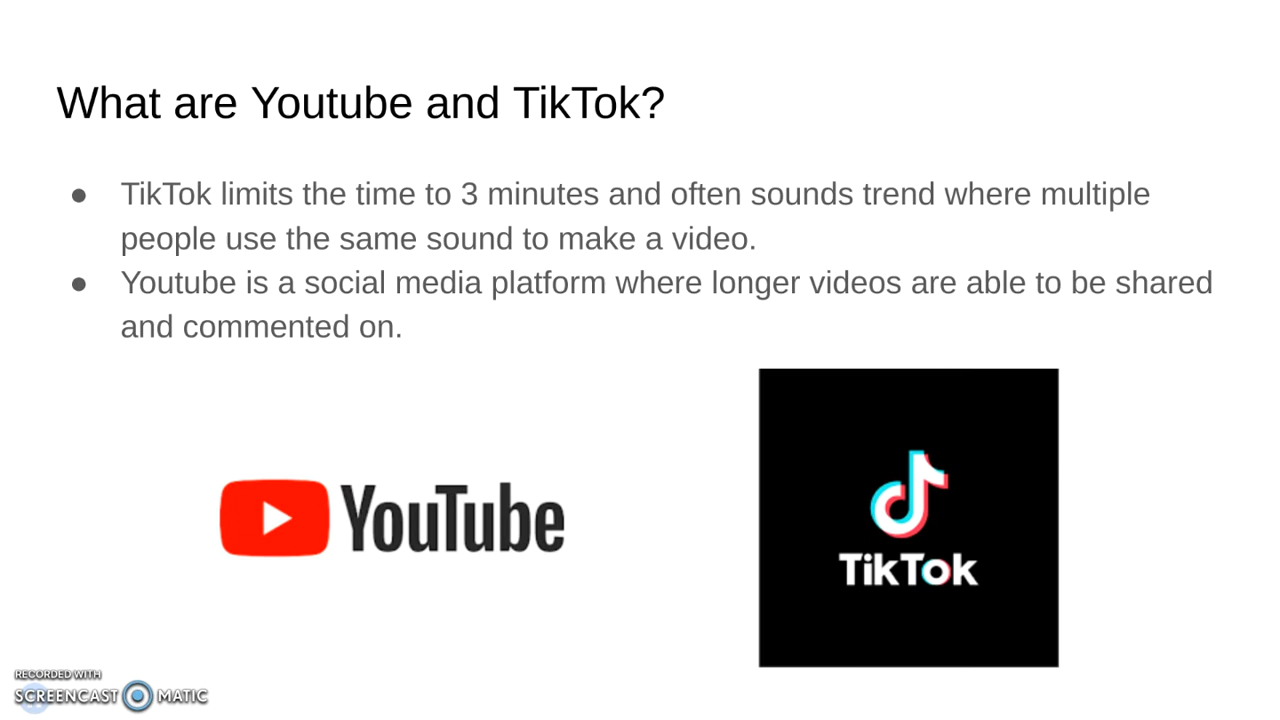 What are Youtube and TikTok?
● TikTok limits the time to 3 minutes and often sounds trend where multiple
people use the same sound to make a video.
● Youtube is a social media platform where longer videos are able to be shared
and commented on.
YouTube
TikTok
RECORDED WITH
SCREENCAST MATIC